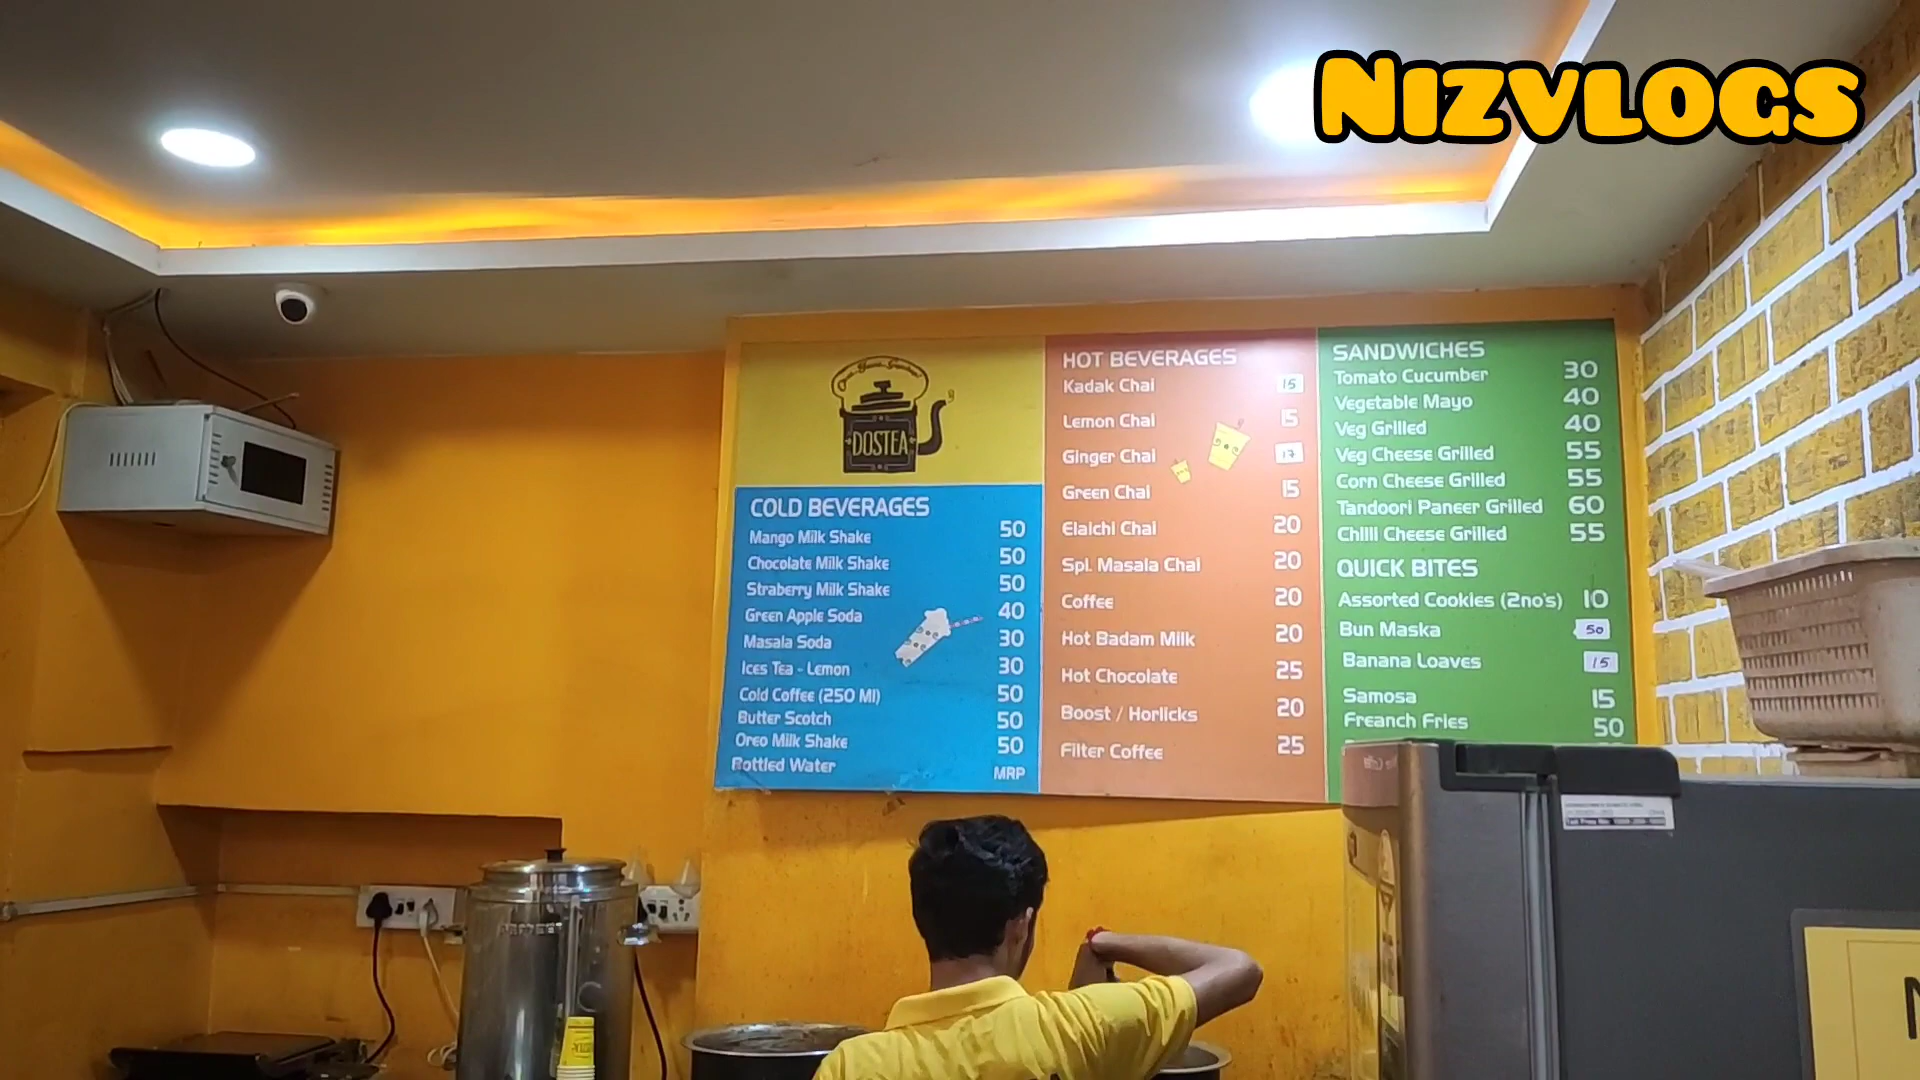 Nizvlogs
DOSTEA
COLD BEVERAGES
Mango Milk Shake 50
Chocolate Milk Shake 50
Straberry Milk Shake 50
Green Apple Soda 40
Masala Soda 30
Ices Tea - Lemon 30
Cold Coffee (250 Ml) 50
Butter Scotch 50
Oreo Milk Shake 50
Bottled Water MRP
HOT BEVERAGES
Kadak Chai 15
Lemon Chai 15
Ginger Chai 17
Green Chai 15
Elaichi Chai 20
Spl. Masala Chai 20
Coffee 20
Hot Badam Milk 20
Hot Chocolate 25
Boost / Horlicks 20
Filter Coffee 25
SANDWICHES
Tomato Cucumber 30
Vegetable Mayo 40
Veg Grilled 40
Veg Cheese Grilled 55
Corn Cheese Grilled 55
Tandoori Paneer Grilled 60
Chilli Cheese Grilled 55
QUICK BITES
Assorted Cookies (2no's) 10
Bun Maska 50
Banana Loaves 15
Samosa 15
Freanch Fries 50